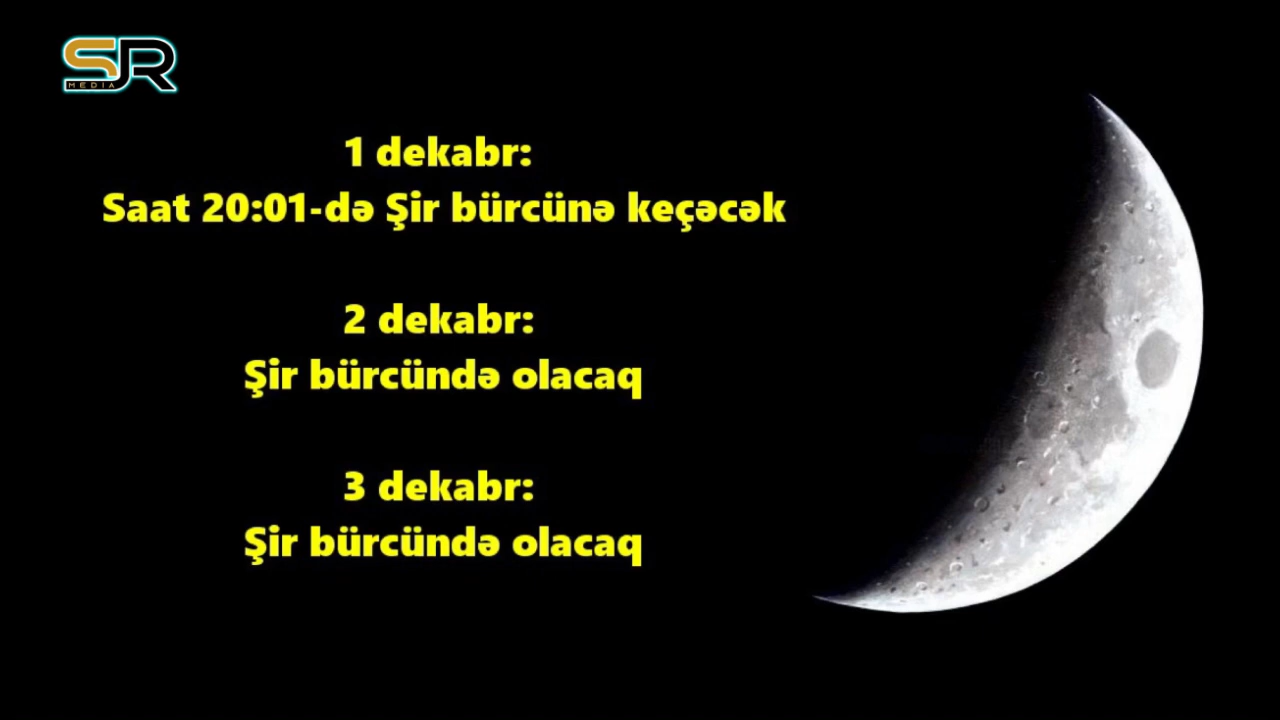 SR
MEDIA
1 dekabr:
Saat 20:01-də Şir bürcünə keçəcək
2 dekabr:
Şir bürcündə olacaq
3 dekabr:
Şir bürcündə olacaq